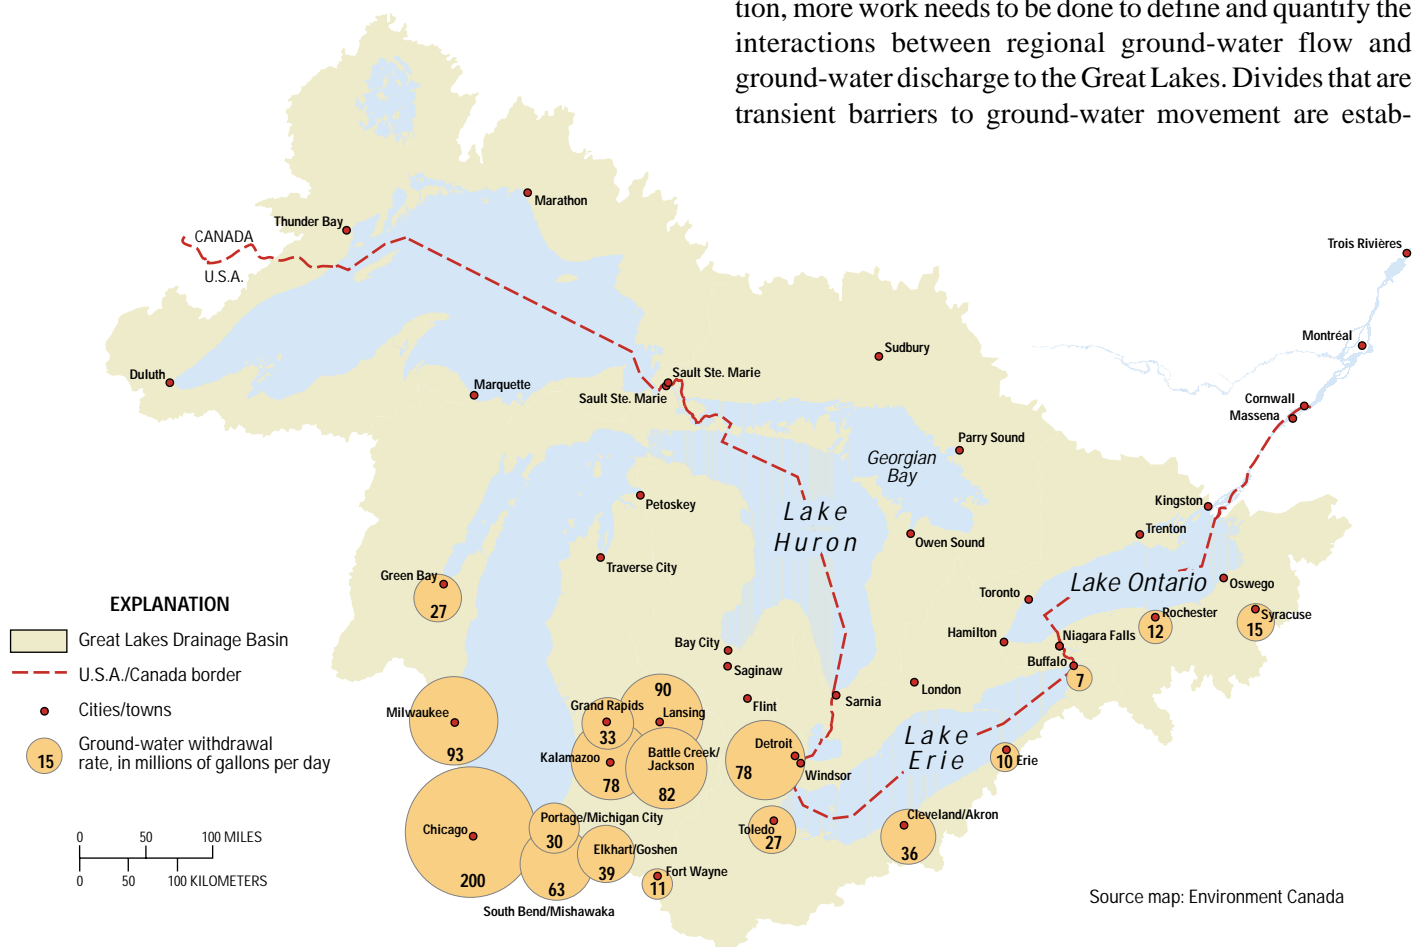 tion, more work needs to be done to define and quantify the
interactions between regional ground-water flow and
ground-water discharge to the Great Lakes. Divides that are
transient barriers to ground-water movement are estab-
Marathon
Thunder Bay
CANADA
U.S.A.
Trois Rivières
Montréal
Sudbury
Duluth
Sault Ste. Marie
Marquette
Sault Ste. Marie
Cornwall
Massena
Parry Sound
Georgian
Bay
Kingston
Petoskey
Lake
Huron
Trenton
Owen Sound
Traverse City
Green Bay
27
Lake Ontario
Oswego
Toronto
Rochester
12
Syracuse
15
Hamilton
Niagara Falls
Bay City
Buffalo
7
Saginaw
London
90
Lansing
Sarnia
Flint
Grand Rapids
33
Milwaukee
93
Lake
Erie
Detroit
78
Windsor
Kalamazoo
78
Battle Creek/
Jackson
82
10
Erie
Portage/Michigan City
30
Cleveland/Akron
36
Chicago
200
Toledo
27
Elkhart/Goshen
39
Fort Wayne
11
63
South Bend/Mishawaka
EXPLANATION
Great Lakes Drainage Basin
U.S.A./Canada border
Cities/towns
15
Ground-water withdrawal
rate, in millions of gallons per day
0 50 100 MILES
0 50 100 KILOMETERS
Source map: Environment Canada